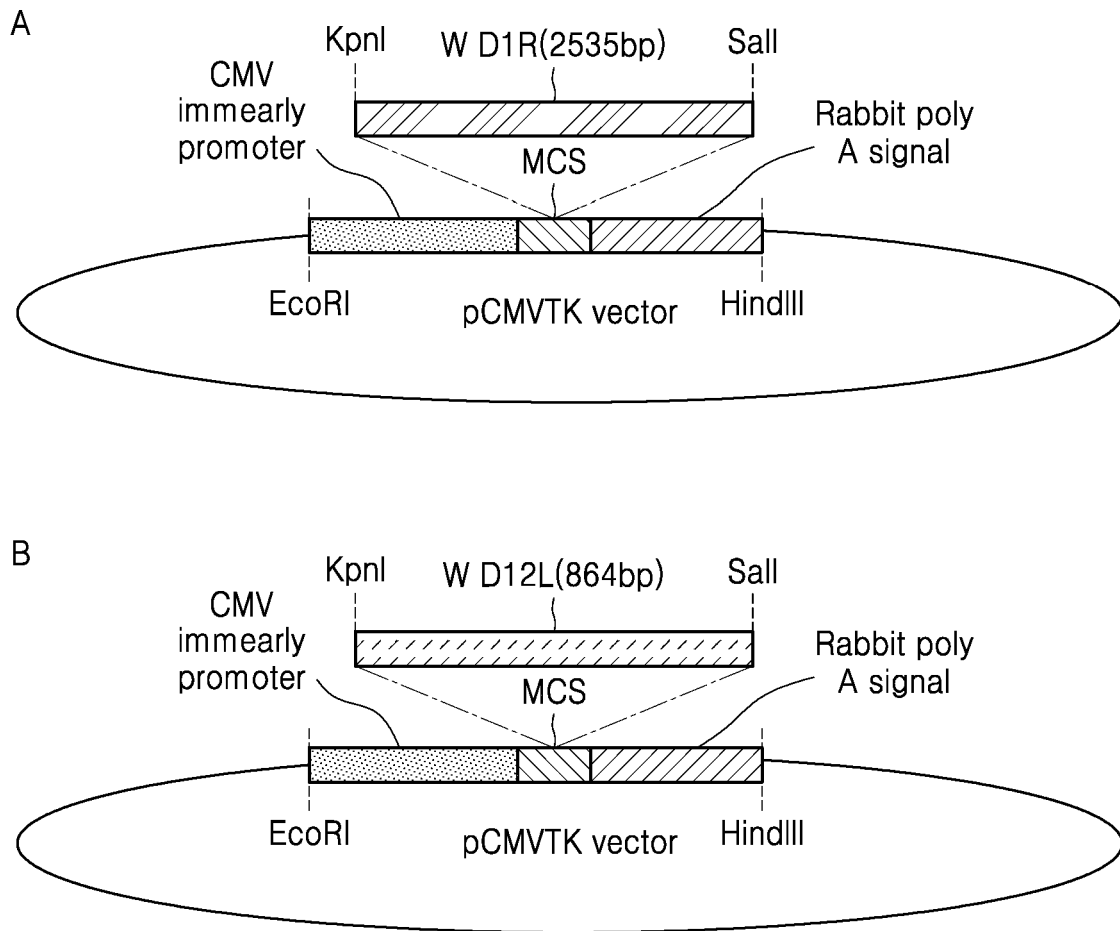 A
KpnI
W D1R(2535bp)
SalI
CMV
immearly
promoter
Rabbit poly
A signal
MCS
EcoRI
pCMVTK vector
HindIII
B
KpnI
W D12L(864bp)
SalI
CMV
immearly
promoter
Rabbit poly
A signal
MCS
EcoRI
pCMVTK vector
HindIII